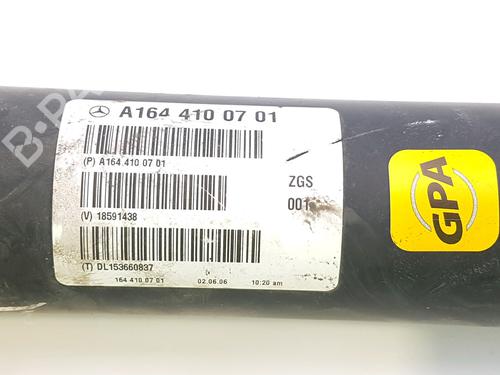 A164 410 07 01
(P) A164 410 07 01
ZGS
001
(V) 18591438
(T) DL153660837
164 410 07 01 02.06.06 10:20 am
GPA
B-PA